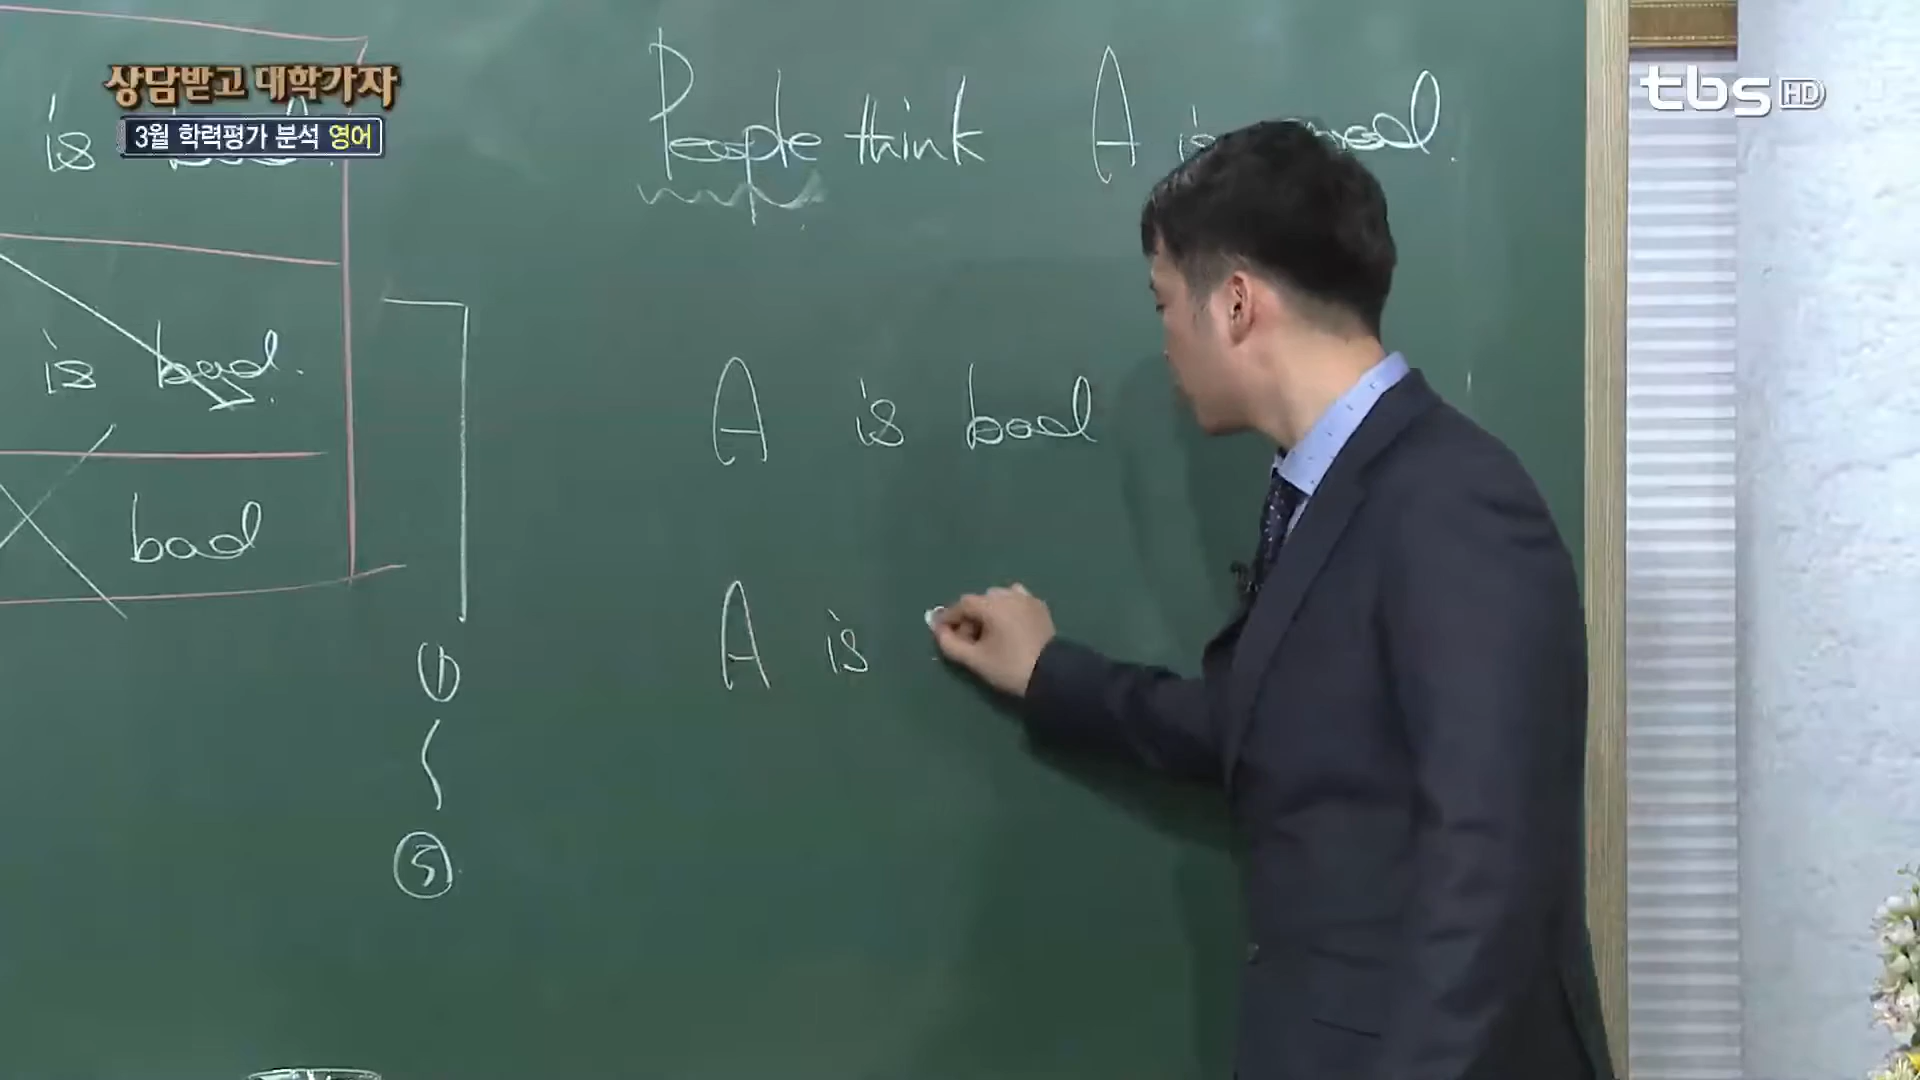 상담받고 대학가자
3월 학력평가 분석 영어
tbs HD
People think A is
is
is bad.
bad
①
⑤
A is bad
A is